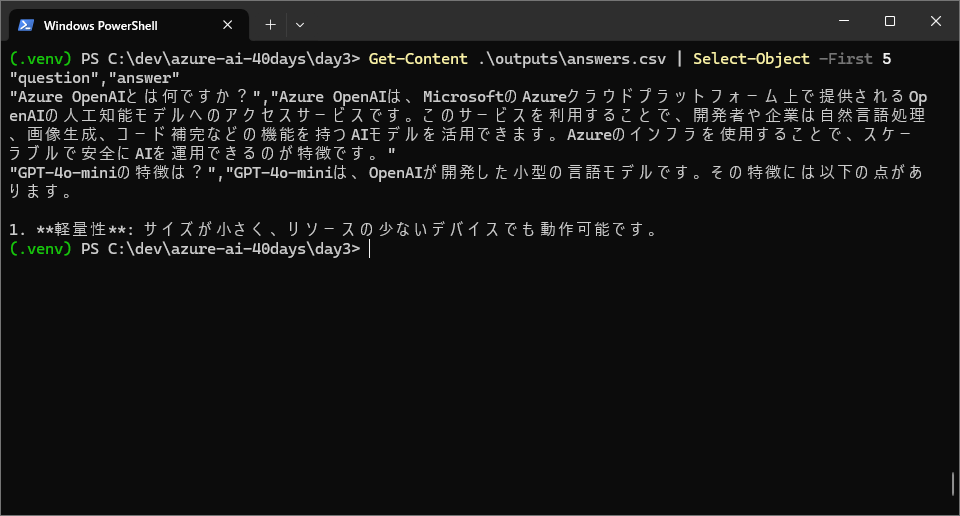 Windows PowerShell
(.venv) PS C:\dev\azure-ai-40days\day3> Get-Content .\outputs\answers.csv | Select-Object -First 5
"question","answer"
"Azure OpenAIとは何ですか？","Azure OpenAIは、MicrosoftのAzureクラウドプラットフォーム上で提供されるOp
enAIの人工知能モデルへのアクセスサービスです。このサービスを利用することで、開発者や企業は自然言語処理
、画像生成、コード補完などの機能を持つAIモデルを活用できます。Azureのインフラを使用することで、スケー
ラブルで安全にAIを運用できるのが特徴です。"
"GPT-4o-miniの特徴は？","GPT-4o-miniは、OpenAIが開発した小型の言語モデルです。その特徴には以下の点があ
ります。
1. **軽量性**: サイズが小さく、リソースの少ないデバイスでも動作可能です。
(.venv) PS C:\dev\azure-ai-40days\day3>